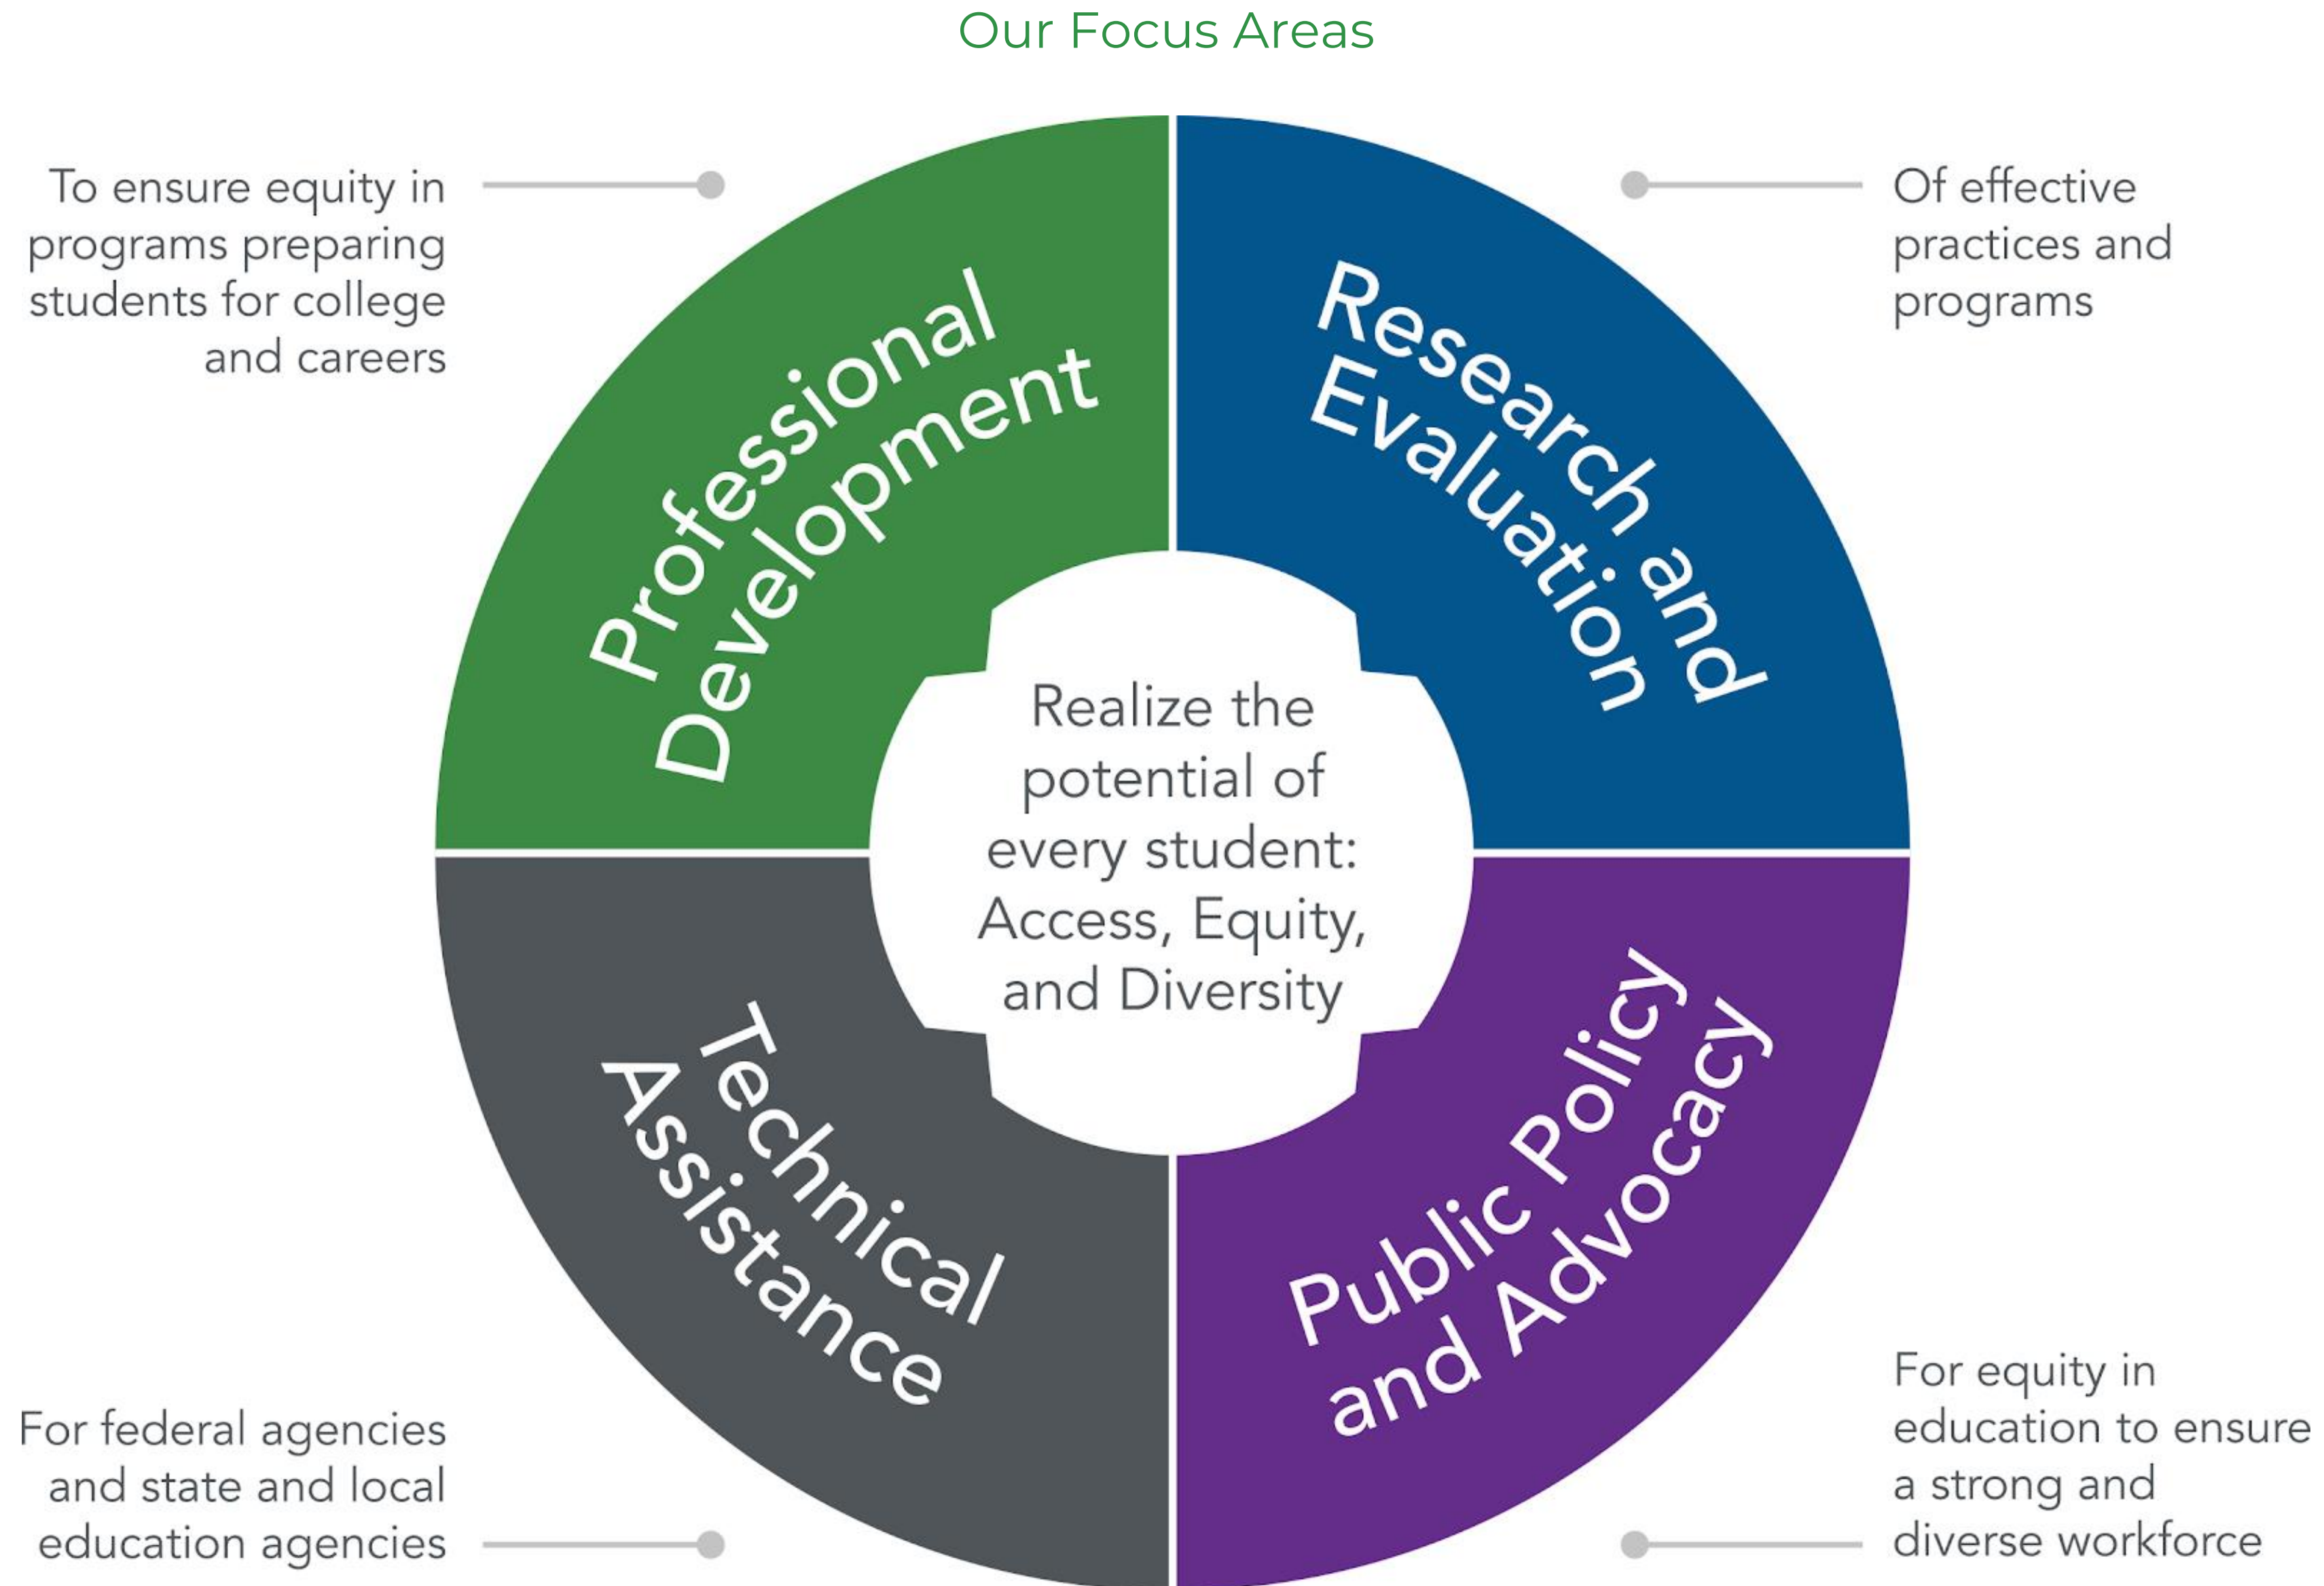 Our Focus Areas
To ensure equity in
programs preparing
students for college
and careers
Professional
Development
Research and
Evaluation
Of effective
practices and
programs
Realize the
potential of
every student:
Access, Equity,
and Diversity
Technical
Assistance
For federal agencies
and state and local
education agencies
Public Policy
and Advocacy
For equity in
education to ensure
a strong and
diverse workforce